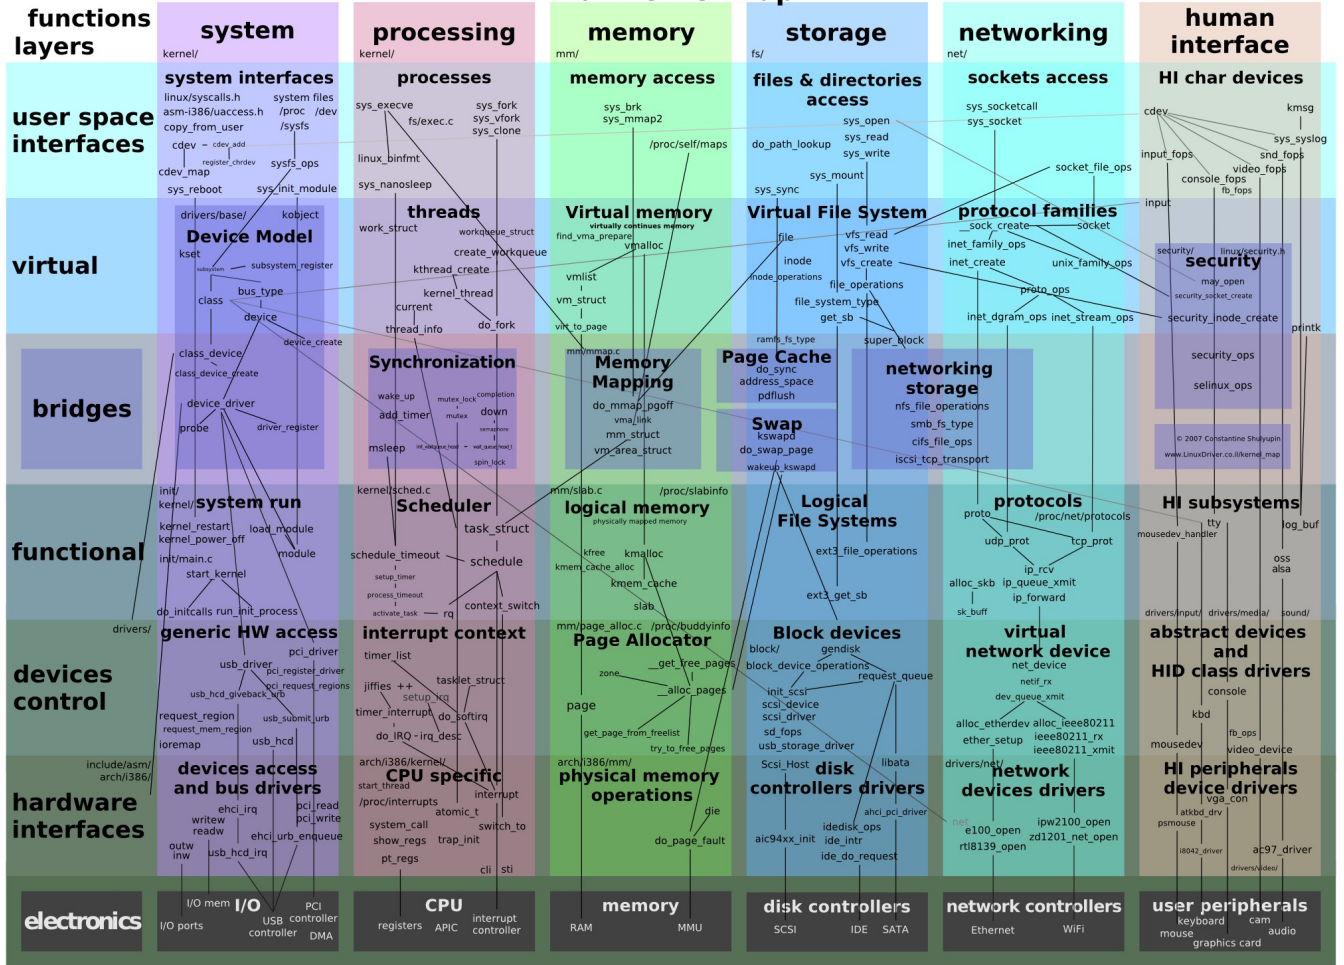 functions
layers
system
kernel/
processing
kernel/
memory
mm/
storage
fs/
networking
net/
human
interface
user space
interfaces
system interfaces
linux/syscalls.h
system files
asm-i386/uaccess.h
/proc /dev
copy_from_user
/sysfs
cdev
cdev_add
register_chrdev
sysfs_ops
cdev_map
sys_reboot
sys_init_module
processes
sys_execve
sys_fork
sys_vfork
fs/exec.c
sys_clone
linux_binfmt
sys_nanosleep
memory access
sys_brk
sys_mmap2
/proc/self/maps
files & directories
access
sys_open
sys_read
do_path_lookup
sys_write
sys_mount
sys_sync
sockets access
sys_socketcall
sys_socket
socket_file_ops
HI char devices
cdev
kmsg
sys_syslog
input_fops
snd_fops
video_fops
console_fops
fb_fops
virtual
drivers/base/
kobject
Device Model
kset
subsystem
subsystem_register
bus_type
class
device
device_create
threads
work_struct
workqueue_struct
create_workqueue
kthread_create
kernel_thread
current
do_fork
thread_info
Virtual memory
virtually continues memory
find_vma_prepare
vmalloc
vmlist
vm_struct
virt_to_page
Virtual File System
file
vfs_read
vfs_write
inode
vfs_create
inode_operations
file_operations
file_system_type
get_sb
ramfs_fs_type
super_block
protocol families
__sock_create
socket
inet_family_ops
inet_create
unix_family_ops
proto_ops
inet_dgram_ops
inet_stream_ops
input
security/
linux/security.h
security
may_open
security_socket_create
security_inode_create
printk
security_ops
selinux_ops
© 2007 Constantine Shulyupin
www.LinuxDriver.co.il/kernel_map
bridges
class_device
class_device_create
device_driver
probe
driver_register
Synchronization
wake_up
completion
mutex_lock
add_timer
mutex
down
semaphore
msleep
init_waitqueue_head
wait_queue_head_t
spin_lock
mm/mmap.c
Memory
Mapping
do_mmap_pgoff
vma_link
mm_struct
vm_area_struct
Page Cache
do_sync
address_space
pdflush
Swap
kswapd
do_swap_page
wakeup_kswapd
networking
storage
nfs_file_operations
smb_fs_type
cifs_file_ops
iscsi_tcp_transport
functional
init/
kernel/
system run
kernel_restart
kernel_power_off
load_module
module
init/main.c
start_kernel
do_initcalls
run_init_process
drivers/
kernel/sched.c
Scheduler
task_struct
schedule_timeout
schedule
setup_timer
process_timeout
activate_task
rq
context_switch
mm/slab.c
/proc/slabinfo
logical memory
physically mapped memory
kfree
kmalloc
kmem_cache_alloc
kmem_cache
slab
Logical
File Systems
ext3_file_operations
ext3_get_sb
protocols
proto
/proc/net/protocols
udp_prot
tcp_prot
ip_rcv
alloc_skb
ip_queue_xmit
ip_forward
sk_buff
HI subsystems
tty
log_buf
mousedev_handler
oss
alsa
drivers/input/
drivers/media/
sound/
devices
control
generic HW access
pci_driver
usb_driver
pci_register_driver
pci_request_regions
usb_hcd_giveback_urb
request_region
usb_submit_urb
request_mem_region
usb_hcd
ioremap
include/asm/
arch/i386/
interrupt context
timer_list
jiffies ++
tasklet_struct
setup_irq
timer_interrupt
do_softirq
do_IRQ
irq_desc
mm/page_alloc.c
/proc/buddyinfo
Page Allocator
__get_free_pages
zone
__alloc_pages
page
get_page_from_freelist
try_to_free_pages
Block devices
block/
gendisk
block_device_operations
request_queue
init_scsi
scsi_device
scsi_driver
sd_fops
usb_storage_driver
virtual
network device
net_device
netif_rx
dev_queue_xmit
alloc_etherdev
alloc_ieee80211
ether_setup
ieee80211_rx
ieee80211_xmit
drivers/net/
abstract devices
and
HID class drivers
console
kbd
fb_ops
mousedev
video_device
hardware
interfaces
devices access
and bus drivers
ehci_irq
pci_read
pci_write
writew
readw
ehci_urb_enqueue
outw
inw
usb_hcd_irq
arch/i386/kernel/
CPU specific
start_thread
interrupt
/proc/interrupts
atomic_t
system_call
switch_to
show_regs
trap_init
pt_regs
cli
sti
arch/i386/mm/
physical memory
operations
die
do_page_fault
Scsi_Host
libata
disk
controllers drivers
ahci_pci_driver
aic94xx_init
idedisk_ops
ide_intr
ide_do_request
network
devices drivers
net
e100_open
ipw2100_open
rtl8139_open
zd1201_net_open
HI peripherals
device drivers
vga_con
atkbd_drv
psmouse
i8042_driver
ac97_driver
drivers/video/
electronics
I/O mem
I/O
PCI
controller
I/O ports
USB
controller
DMA
CPU
registers
APIC
interrupt
controller
memory
RAM
MMU
disk controllers
SCSI
IDE
SATA
network controllers
Ethernet
WiFi
user peripherals
keyboard
cam
mouse
audio
graphics card